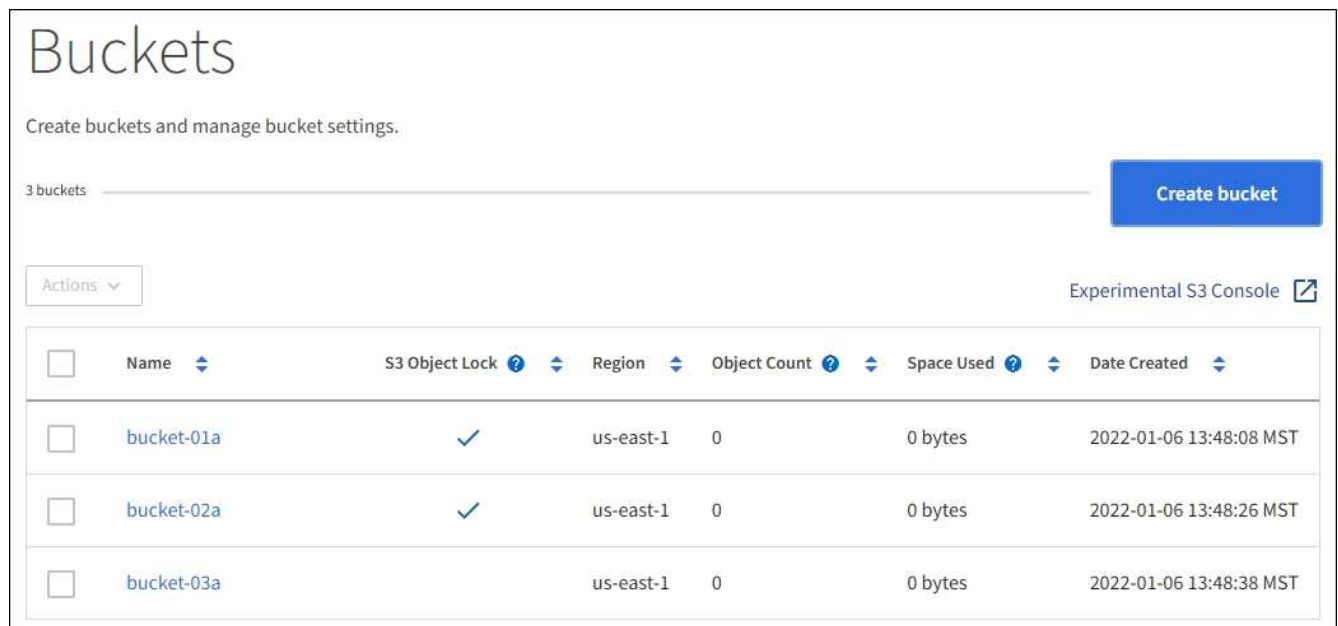 Buckets
Create buckets and manage bucket settings.
3 buckets
Create bucket
Actions
Experimental S3 Console
Name S3 Object Lock ? Region Object Count ? Space Used ? Date Created
bucket-01a us-east-1 0 0 bytes 2022-01-06 13:48:08 MST
bucket-02a us-east-1 0 0 bytes 2022-01-06 13:48:26 MST
bucket-03a us-east-1 0 0 bytes 2022-01-06 13:48:38 MST